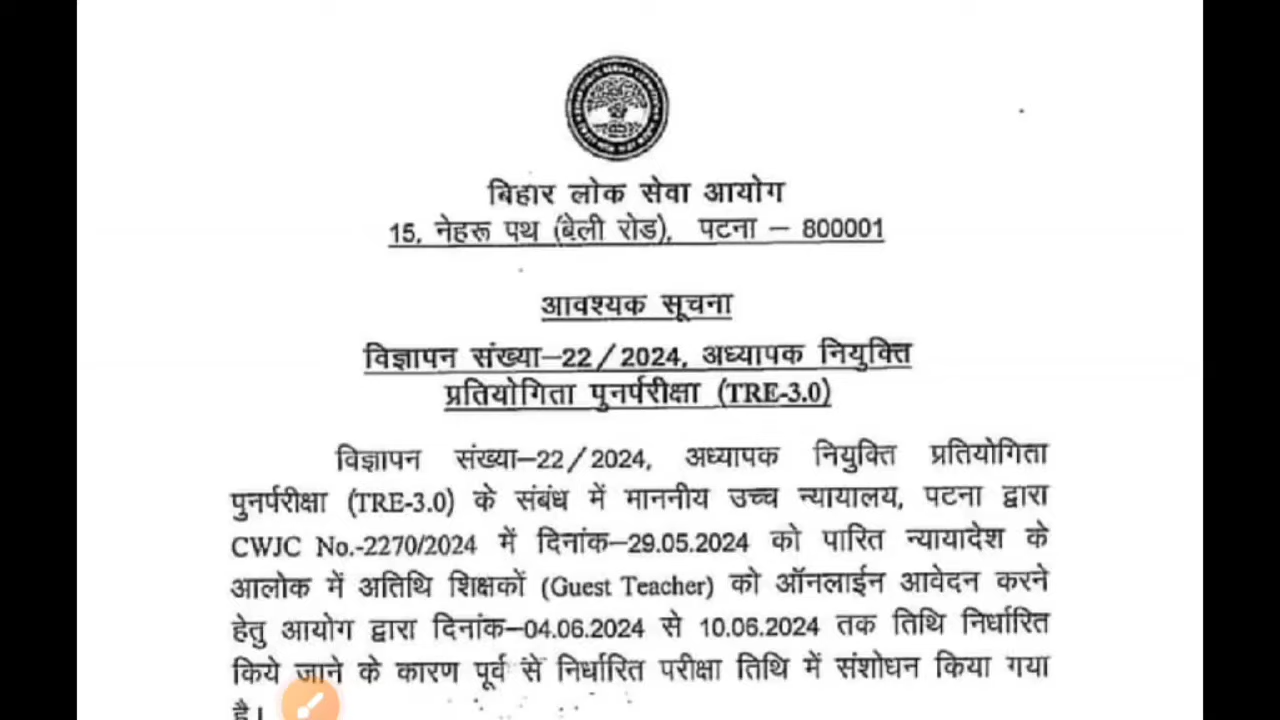 बिहार लोक सेवा आयोग
15, नेहरू पथ (बेली रोड), पटना – 800001
आवश्यक सूचना
विज्ञापन संख्या–22/2024, अध्यापक नियुक्ति
प्रतियोगिता पुनर्परीक्षा (TRE-3.0)
विज्ञापन संख्या–22/2024, अध्यापक नियुक्ति प्रतियोगिता
पुनर्परीक्षा (TRE-3.0) के संबंध में माननीय उच्च न्यायालय, पटना द्वारा
CWJC No.-2270/2024 में दिनांक–29.05.2024 को पारित न्यायादेश के
आलोक में अतिथि शिक्षकों (Guest Teacher) को ऑनलाईन आवेदन करने
हेतु आयोग द्वारा दिनांक–04.06.2024 से 10.06.2024 तक तिथि निर्धारित
किये जाने के कारण पूर्व से निर्धारित परीक्षा तिथि में संशोधन किया गया
है।